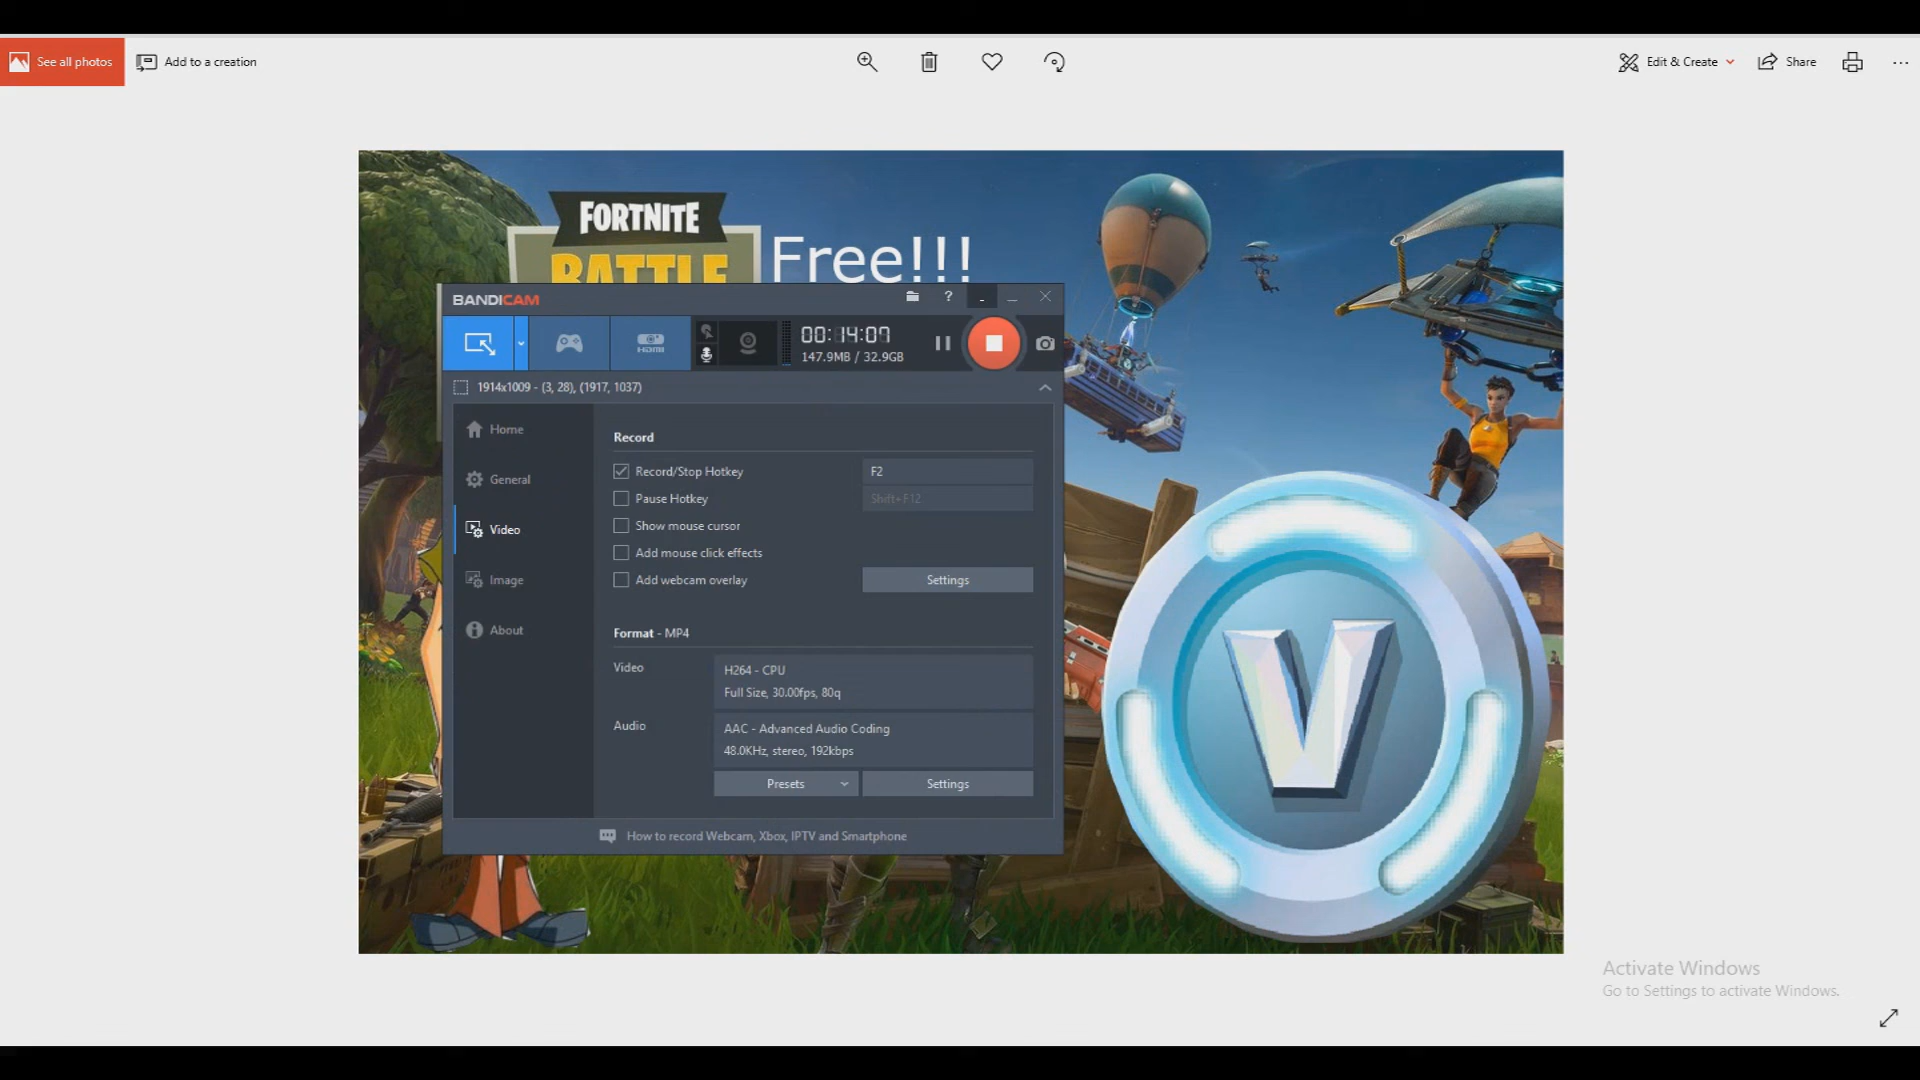 See all photos
Add to a creation
Edit & Create
Share
FORTNITE
BATTLE
Free!!!
BANDICAM
?
HDMI
00:14:07
147.9MB / 32.9GB
1914x1009 - (3, 28), (1917, 1037)
Home
General
Video
Image
About
Record
Record/Stop Hotkey
F2
Pause Hotkey
Shift+F12
Show mouse cursor
Add mouse click effects
Add webcam overlay
Settings
Format - MP4
Video
H264 - CPU
Full Size, 30.00fps, 80q
Audio
AAC - Advanced Audio Coding
48.0KHz, stereo, 192kbps
Presets
Settings
How to record Webcam, Xbox, IPTV and Smartphone
V
Activate Windows
Go to Settings to activate Windows.